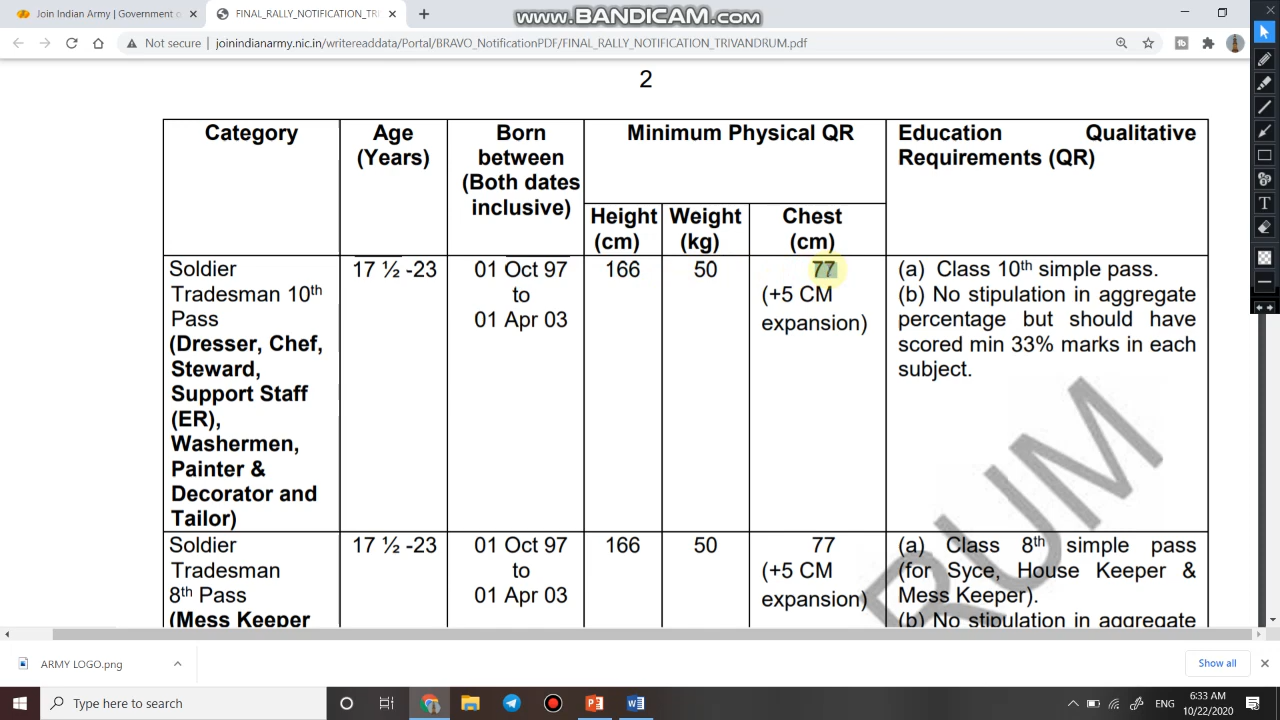 Join Indian Army | Government o
FINAL_RALLY_NOTIFICATION_TRI
www.BANDICAM.com
Not secure | joinindianarmy.nic.in/writereaddata/Portal/BRAVO_NotificationPDF/FINAL_RALLY_NOTIFICATION_TRIVANDRUM.pdf
2
Category
Age
(Years)
Born
between
(Both dates
inclusive)
Minimum Physical QR
Education Qualitative
Requirements (QR)
Height
(cm)
Weight
(kg)
Chest
(cm)
Soldier
Tradesman 10th
Pass
(Dresser, Chef,
Steward,
Support Staff
(ER),
Washermen,
Painter &
Decorator and
Tailor)
17 ½ -23
01 Oct 97
to
01 Apr 03
166
50
77
(+5 CM
expansion)
(a) Class 10th simple pass.
(b) No stipulation in aggregate
percentage but should have
scored min 33% marks in each
subject.
Soldier
Tradesman
8th Pass
(Mess Keeper
17 ½ -23
01 Oct 97
to
01 Apr 03
166
50
77
(+5 CM
expansion)
(a) Class 8th simple pass
(for Syce, House Keeper &
Mess Keeper).
(b) No stipulation in aggregate
RUM
ARMY LOGO.png
Show all
Type here to search
ENG
6:33 AM
10/22/2020